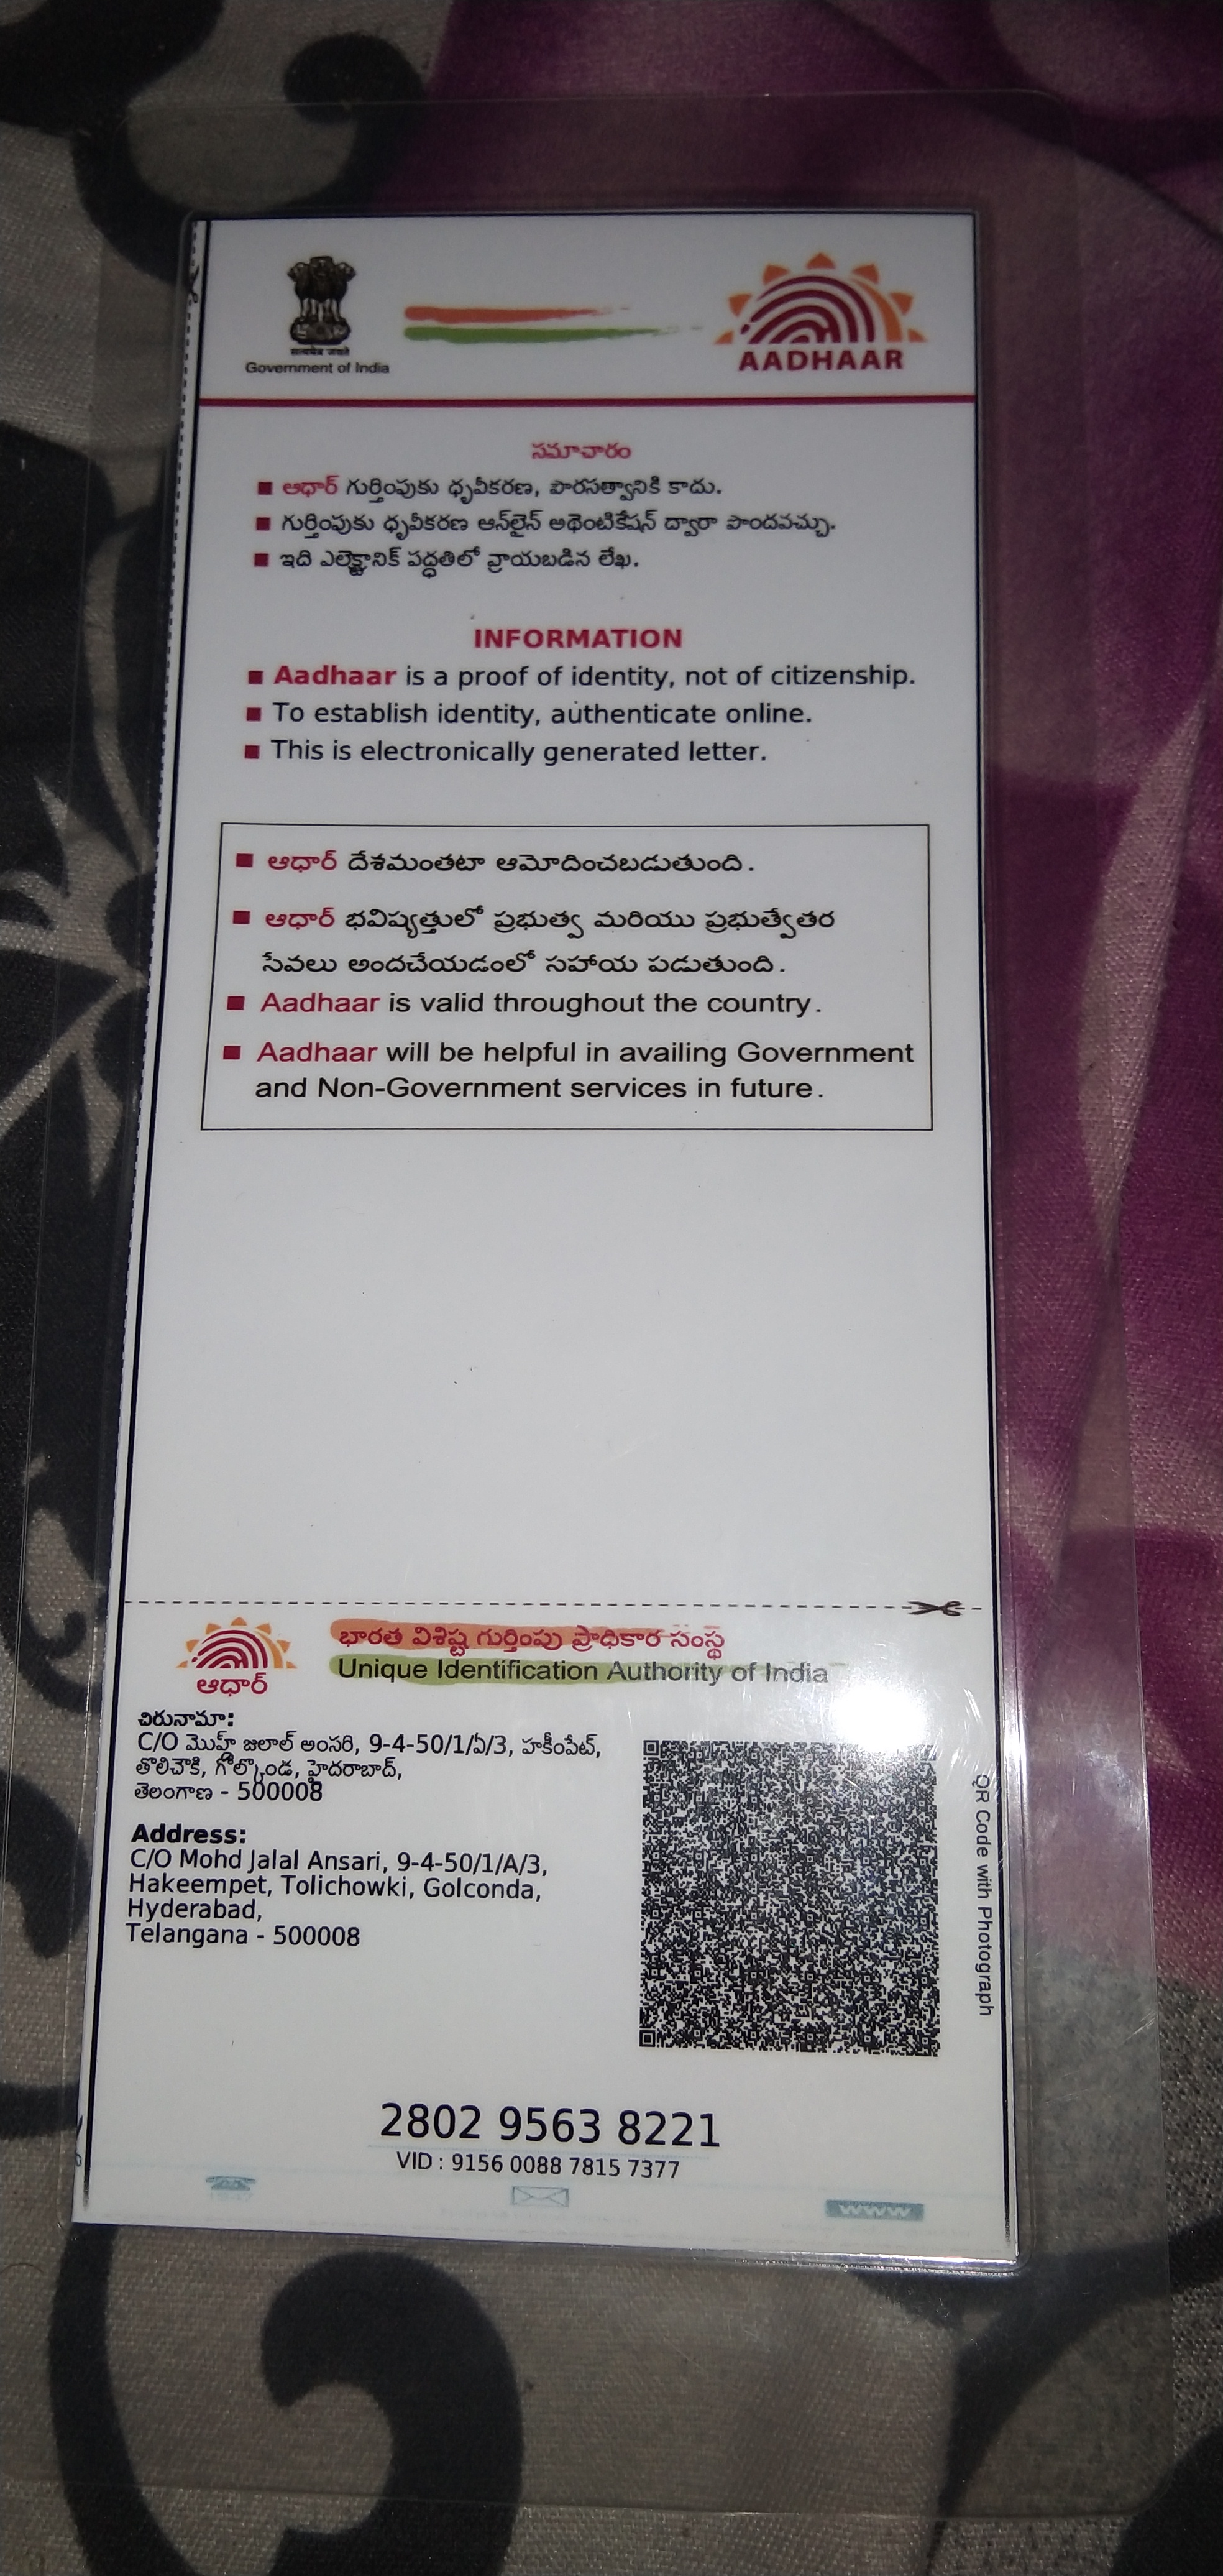 सत्यमेव जयते
Government of India
AADHAAR
సమాచారం
■ ఆధార్ గుర్తింపుకు ధృవీకరణ, పౌరసత్వానికి కాదు.
■ గుర్తింపుకు ధృవీకరణ ఆన్‌లైన్ అథెంటికేషన్ ద్వారా పొందవచ్చు.
■ ఇది ఎలెక్ట్రానిక్ పద్ధతిలో వ్రాయబడిన లేఖ.
INFORMATION
■ Aadhaar is a proof of identity, not of citizenship.
■ To establish identity, authenticate online.
■ This is electronically generated letter.
■ ఆధార్ దేశమంతటా ఆమోదించబడుతుంది.
■ ఆధార్ భవిష్యత్తులో ప్రభుత్వ మరియు ప్రభుత్వేతర
సేవలు అందచేయడంలో సహాయ పడుతుంది.
■ Aadhaar is valid throughout the country.
■ Aadhaar will be helpful in availing Government
and Non-Government services in future.
భారత విశిష్ట గుర్తింపు ప్రాధికార సంస్థ
Unique Identification Authority of India
ఆధార్
చిరునామా:
C/O మొహ్డ్ జలాల్ అంసరి, 9-4-50/1/ఏ/3, హకీంపేట్,
తొలిచౌకి, గోల్కొండ, హైదరాబాద్,
తెలంగాణ - 500008
Address:
C/O Mohd Jalal Ansari, 9-4-50/1/A/3,
Hakeempet, Tolichowki, Golconda,
Hyderabad,
Telangana - 500008
QR Code with Photograph
2802 9563 8221
VID : 9156 0088 7815 7377
www